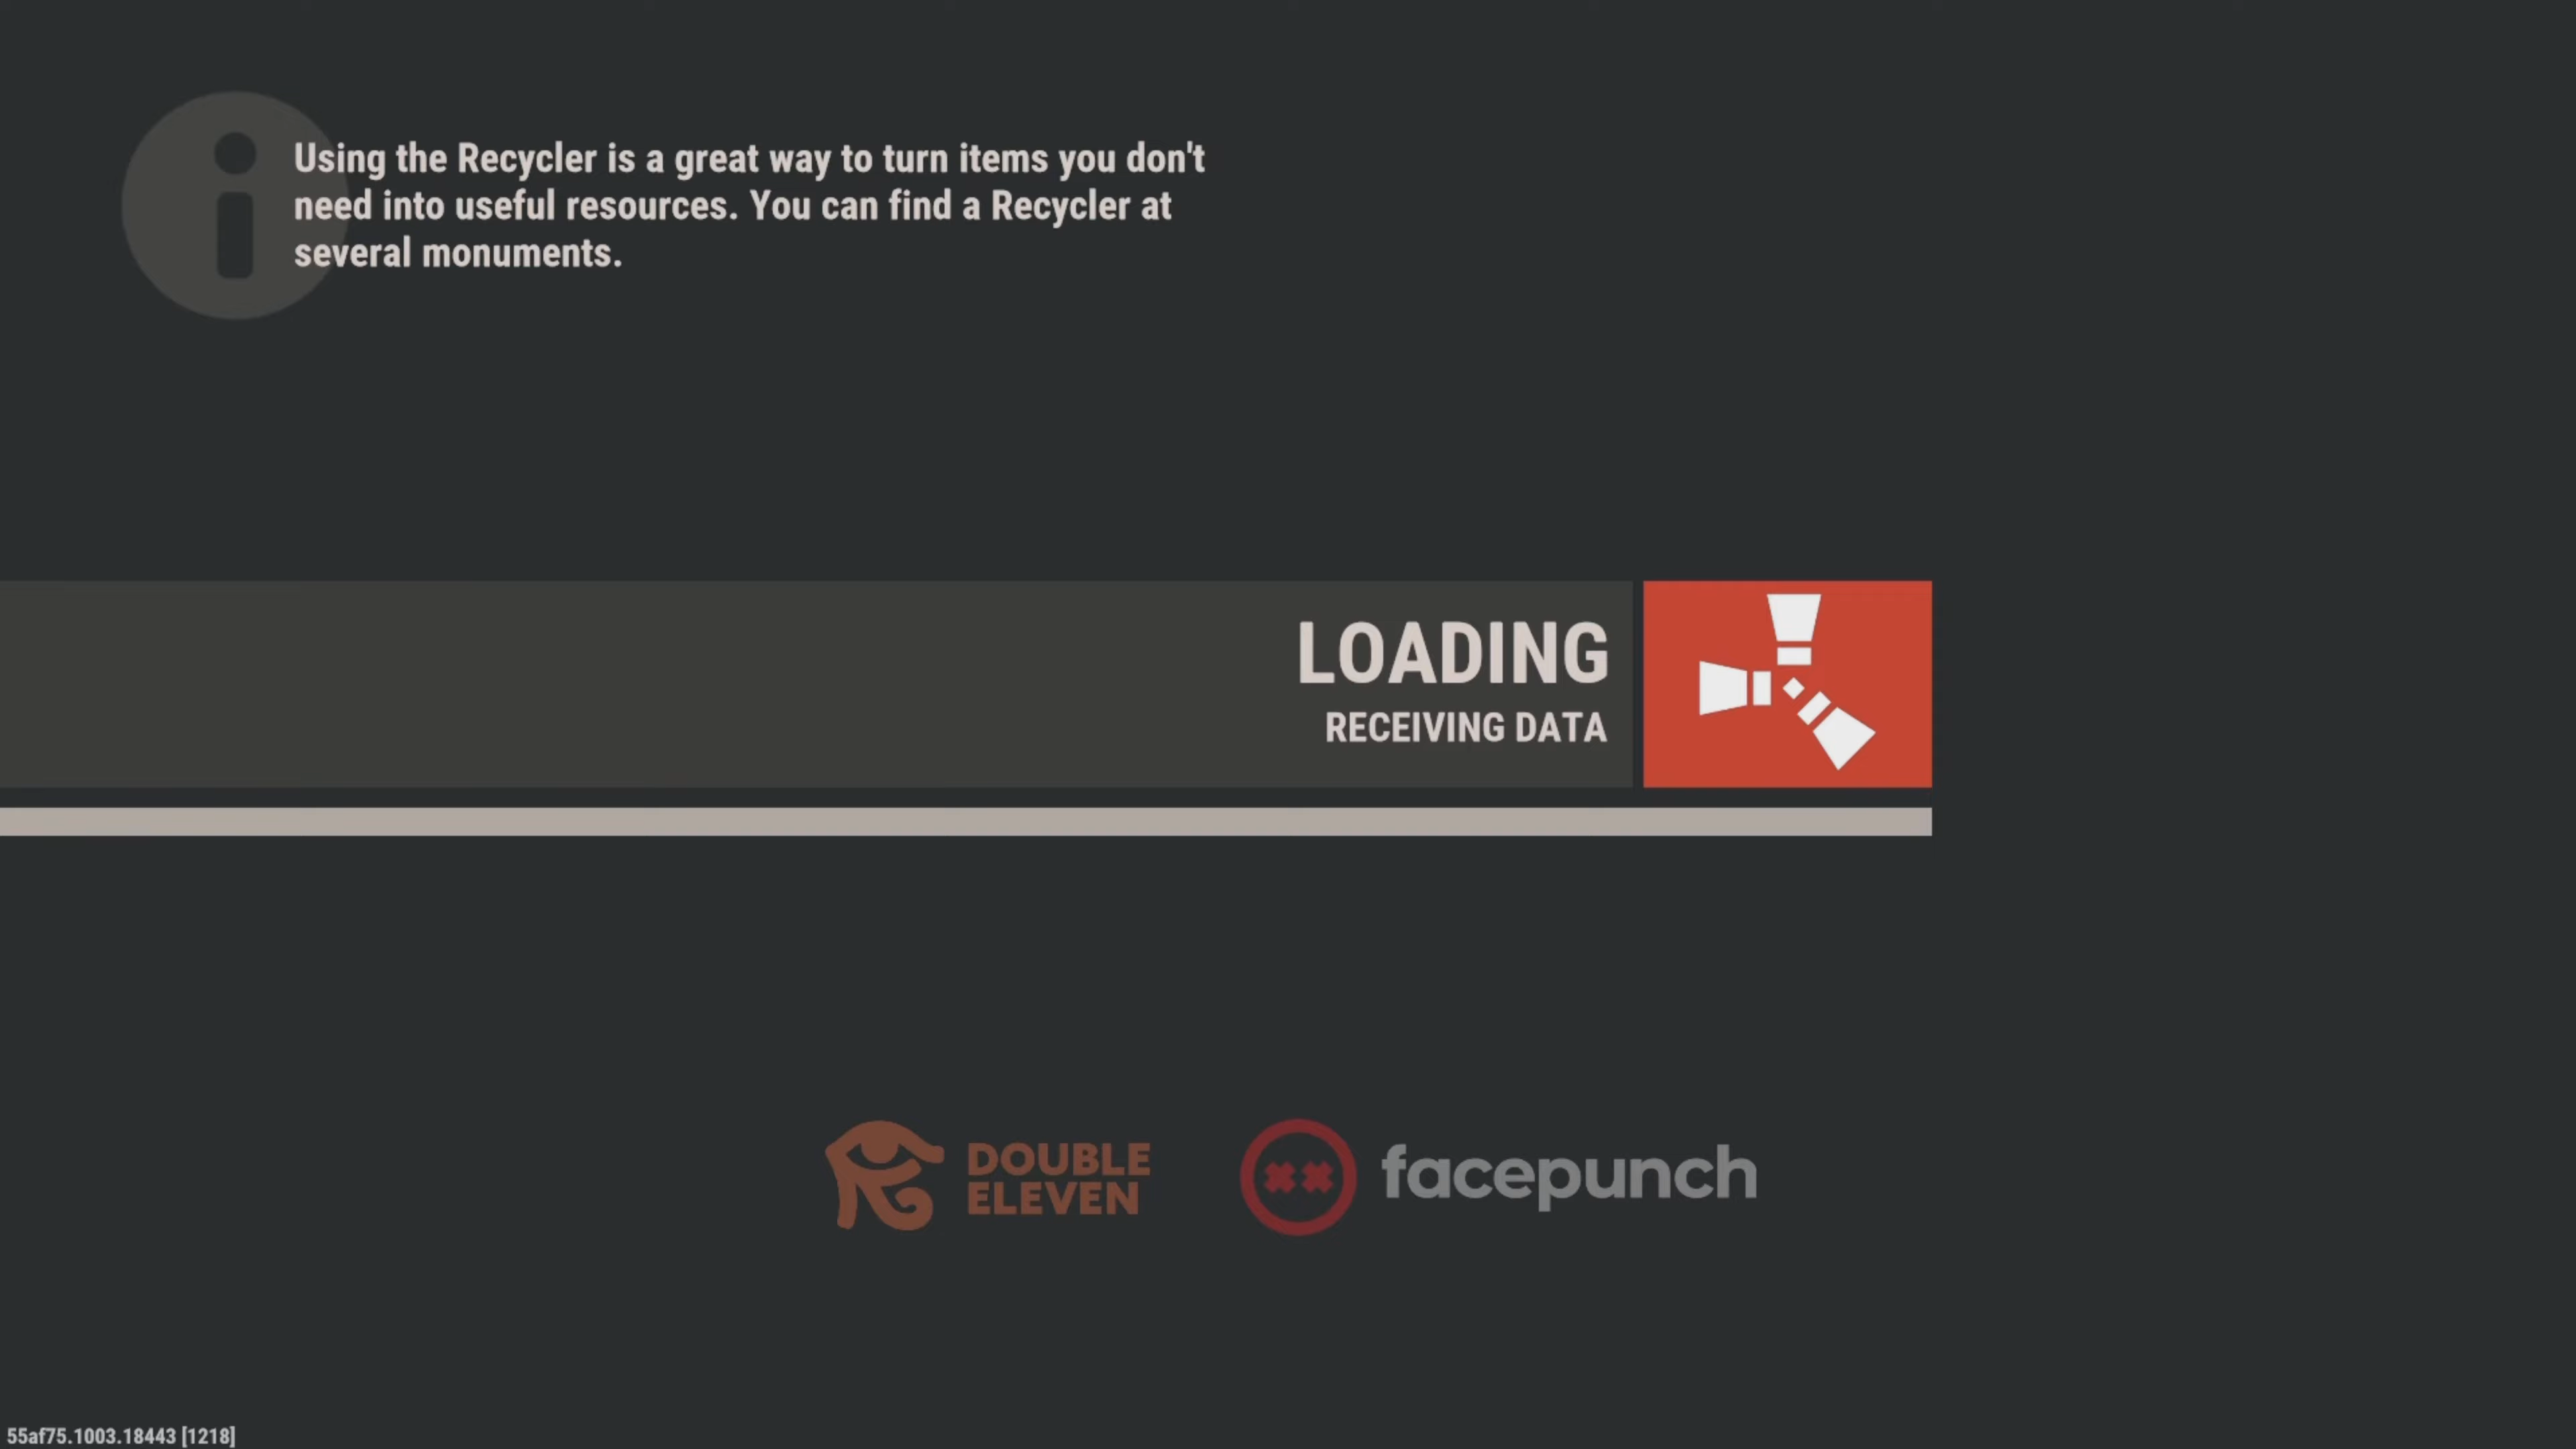 Using the Recycler is a great way to turn items you don't
need into useful resources. You can find a Recycler at
several monuments.
LOADING
RECEIVING DATA
DOUBLE
ELEVEN
facepunch
55af75.1003.18443 [1218]